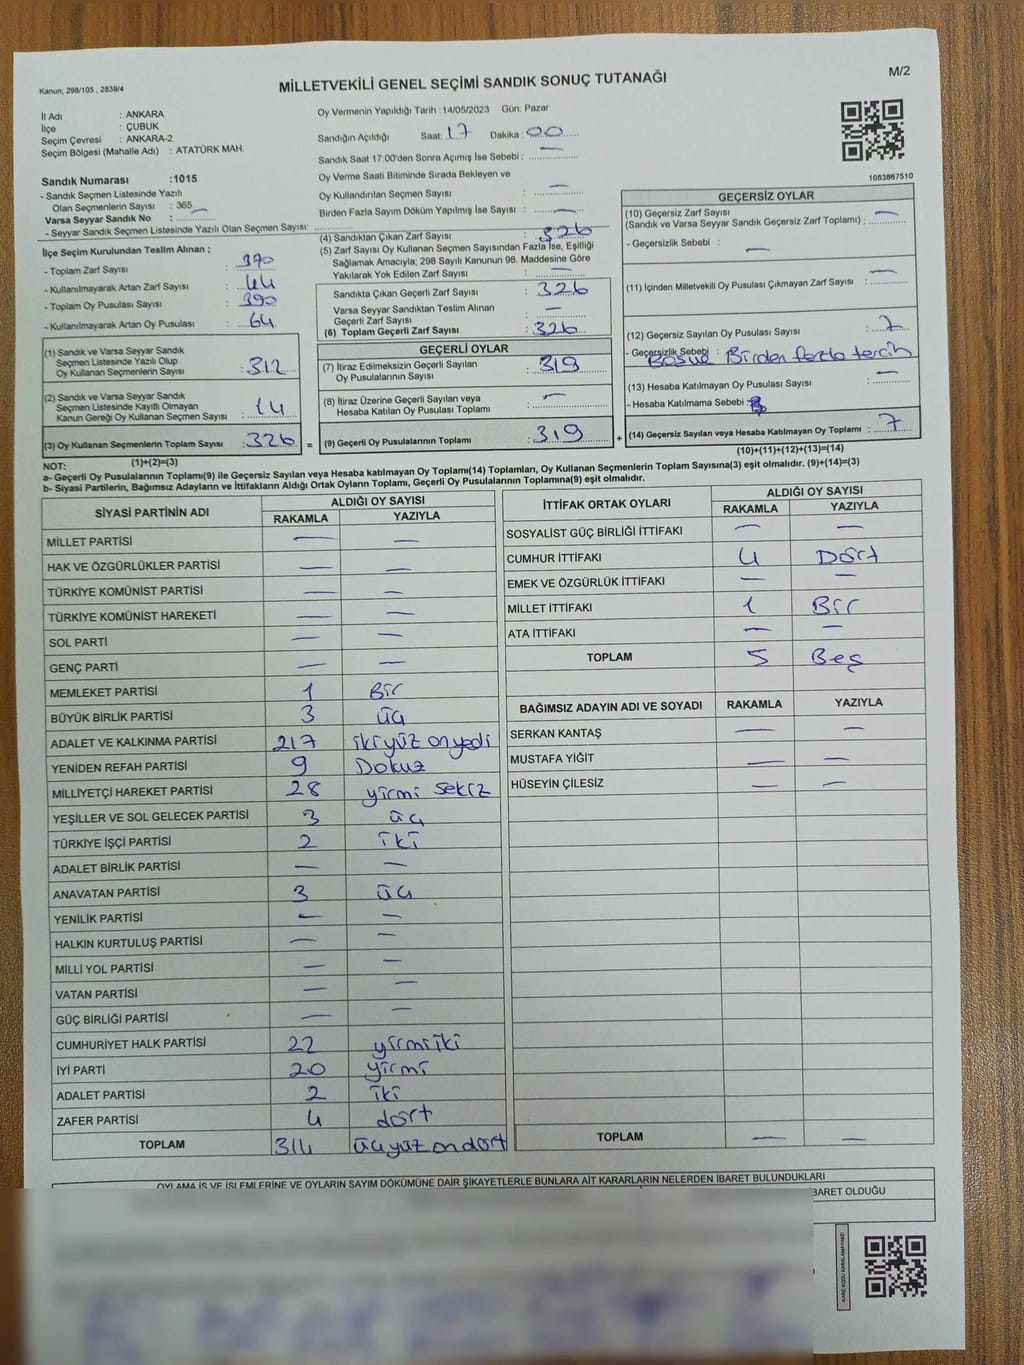 Kanun; 298/105 , 2839/4
MİLLETVEKİLİ GENEL SEÇİMİ SANDIK SONUÇ TUTANAĞI
M/2
İl Adı : ANKARA
İlçe : ÇUBUK
Seçim Çevresi : ANKARA-2
Seçim Bölgesi (Mahalle Adı) : ATATÜRK MAH.
Oy Vermenin Yapıldığı Tarih : 14/05/2023 Gün: Pazar
Sandığın Açıldığı Saat: 17 Dakika: 00
Sandık Saat 17.00'den Sonra Açımış İse Sebebi : —
Oy Verme Saati Bitiminde Sırada Bekleyen ve
Oy Kullandırılan Seçmen Sayısı : —
Birden Fazla Sayım Döküm Yapılmış İse Sayısı : —
1083867510
Sandık Numarası :1015
- Sandık Seçmen Listesinde Yazılı
Olan Seçmenlerin Sayısı : 365
Varsa Seyyar Sandık No : —
- Seyyar Sandık Seçmen Listesinde Yazılı Olan Seçmen Sayısı:
İlçe Seçim Kurulundan Teslim Alınan ;
- Toplam Zarf Sayısı : 370
- Kullanılmayarak Artan Zarf Sayısı : 44
- Toplam Oy Pusulası Sayısı : 390
- Kullanılmayarak Artan Oy Pusulası : 64
(1) Sandık ve Varsa Seyyar Sandık
Seçmen Listesinde Yazılı Olup
Oy Kullanan Seçmenlerin Sayısı : 312
(2) Sandık ve Varsa Seyyar Sandık
Seçmen Listesinde Kayıtlı Olmayan
Kanun Gereği Oy Kullanan Seçmen Sayısı : 14
(3) Oy Kullanan Seçmenlerin Toplam Sayısı : 326
(1)+(2)=(3)
(4) Sandıktan Çıkan Zarf Sayısı : 326
(5) Zarf Sayısı Oy Kullanan Seçmen Sayısından Fazla İse, Eşitliği
Sağlamak Amacıyla; 298 Sayılı Kanunun 98. Maddesine Göre
Yakılarak Yok Edilen Zarf Sayısı : —
Sandıkta Çıkan Geçerli Zarf Sayısı : 326
Varsa Seyyar Sandıktan Teslim Alınan
Geçerli Zarf Sayısı : —
(6) Toplam Geçerli Zarf Sayısı : 326
GEÇERLİ OYLAR
(7) İtiraz Edilmeksizin Geçerli Sayılan
Oy Pusulalarının Sayısı : 319
(8) İtiraz Üzerine Geçerli Sayılan veya
Hesaba Katılan Oy Pusulası Toplamı : —
= (9) Geçerli Oy Pusulalarının Toplamı : 319 +
GEÇERSİZ OYLAR
(10) Geçersiz Zarf Sayısı
(Sandık ve Varsa Seyyar Sandık Geçersiz Zarf Toplamı) : —
- Geçersizlik Sebebi : —
(11) İçinden Milletvekili Oy Pusulası Çıkmayan Zarf Sayısı : —
(12) Geçersiz Sayılan Oy Pusulası Sayısı : 7
- Geçersizlik Sebebi : Birden fazla tercih
(13) Hesaba Katılmayan Oy Pusulası Sayısı : —
- Hesaba Katılmama Sebebi :
(14) Geçersiz Sayılan veya Hesaba Katılmayan Oy Toplamı : 7
(10)+(11)+(12)+(13)=(14)
NOT:
a- Geçerli Oy Pusulalarının Toplamı(9) ile Geçersiz Sayılan veya Hesaba katılmayan Oy Toplamı(14) Toplamları, Oy Kullanan Seçmenlerin Toplam Sayısına(3) eşit olmalıdır. (9)+(14)=(3)
b- Siyasi Partilerin, Bağımsız Adayların ve İttifakların Aldığı Ortak Oyların Toplamı, Geçerli Oy Pusulalarının Toplamına(9) eşit olmalıdır.
SİYASİ PARTİNİN ADI ALDIĞI OY SAYISI
RAKAMLA YAZIYLA
MİLLET PARTİSİ — —
HAK VE ÖZGÜRLÜKLER PARTİSİ — —
TÜRKİYE KOMÜNİST PARTİSİ — —
TÜRKİYE KOMÜNİST HAREKETİ — —
SOL PARTİ — —
GENÇ PARTİ — —
MEMLEKET PARTİSİ 1 Bir
BÜYÜK BİRLİK PARTİSİ 3 üç
ADALET VE KALKINMA PARTİSİ 217 ikiyüz onyedi
YENİDEN REFAH PARTİSİ 9 Dokuz
MİLLİYETÇİ HAREKET PARTİSİ 28 yirmi sekiz
YEŞİLLER VE SOL GELECEK PARTİSİ 3 üç
TÜRKİYE İŞÇİ PARTİSİ 2 iki
ADALET BİRLİK PARTİSİ — —
ANAVATAN PARTİSİ 3 üç
YENİLİK PARTİSİ — —
HALKIN KURTULUŞ PARTİSİ — —
MİLLİ YOL PARTİSİ — —
VATAN PARTİSİ — —
GÜÇ BİRLİĞİ PARTİSİ — —
CUMHURİYET HALK PARTİSİ 22 yirmi iki
İYİ PARTİ 20 yirmi
ADALET PARTİSİ 2 iki
ZAFER PARTİSİ 4 dört
TOPLAM 314 üçyüz ondört
İTTİFAK ORTAK OYLARI ALDIĞI OY SAYISI
RAKAMLA YAZIYLA
SOSYALİST GÜÇ BİRLİĞİ İTTİFAKI — —
CUMHUR İTTİFAKI 4 Dört
EMEK VE ÖZGÜRLÜK İTTİFAKI — —
MİLLET İTTİFAKI 1 Bir
ATA İTTİFAKI — —
TOPLAM 5 Beş
BAĞIMSIZ ADAYIN ADI VE SOYADI RAKAMLA YAZIYLA
SERKAN KANTAŞ — —
MUSTAFA YİĞİT — —
HÜSEYİN ÇİLESİZ — —
TOPLAM — —
OYLAMA İŞ VE İŞLEMLERİNE VE OYLARIN SAYIM DÖKÜMÜNE DAİR ŞİKAYETLERLE BUNLARA AİT KARARLARIN NELERDEN İBARET BULUNDUKLARI
BARET OLDUĞU
KARE KODU KARALAMAYINIZ!